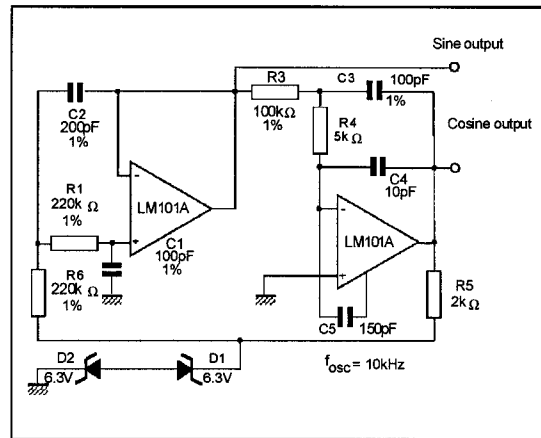 Sine output
R3
100kΩ
1%
C3
100pF
1%
C2
200pF
1%
R4
5kΩ
Cosine output
C4
10pF
R1
220k Ω
1%
-
+
LM101A
C1
100pF
1%
-
+
LM101A
R6
220k Ω
1%
R5
2kΩ
C5
150pF
D2
6.3V
D1
6.3V
fosc = 10kHz